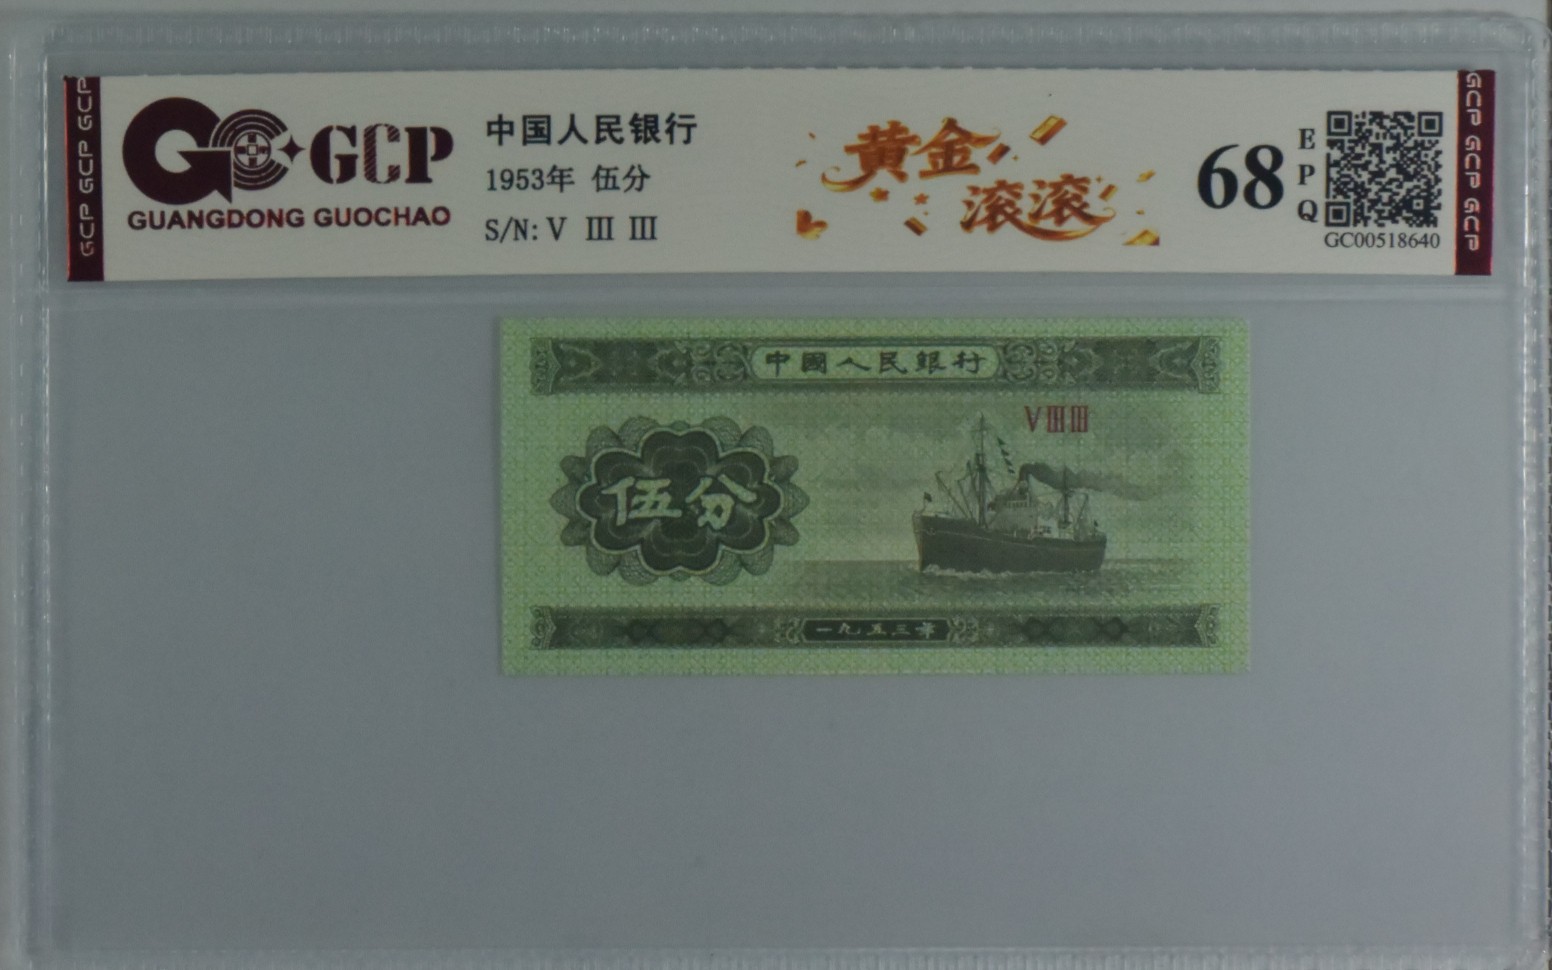 GCP GCP GCP
GCP
GUANGDONG GUOCHAO
中国人民银行
1953年 伍分
S/N: V III III
黄金
滚滚
68
EPQ
GC00518640
GCP GCP GCP
中國人民銀行
V III III
伍分
一九五三年